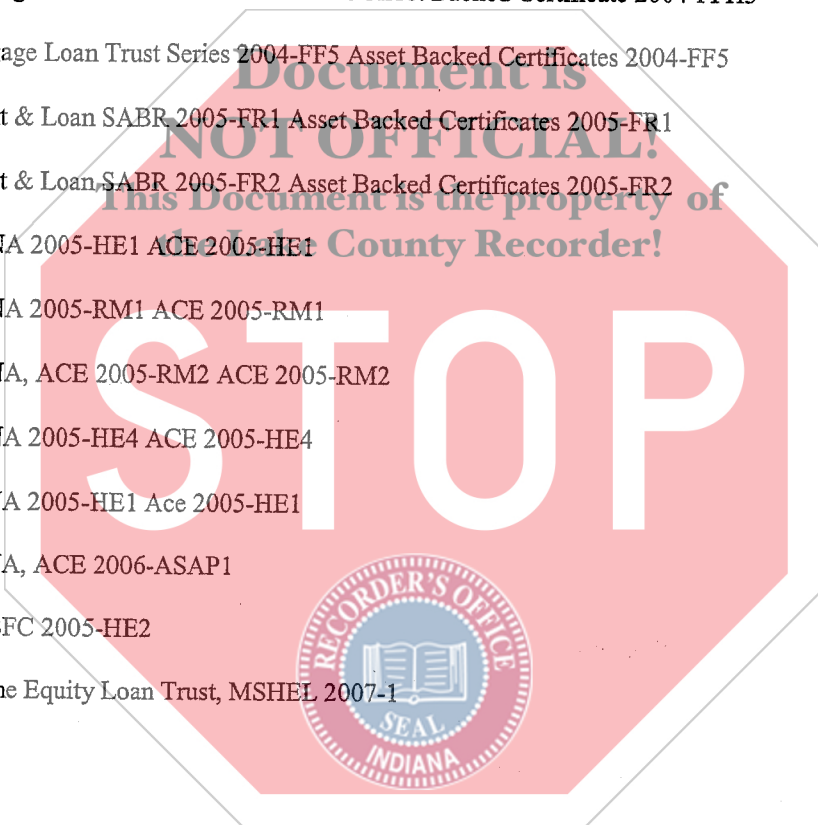 age Loan Trust Series 2004-FF5 Asset Backed Certificates 2004-FF5
Document is
t & Loan SABR 2005-FR1 Asset Backed Certificates 2005-FR1
NOT OFFICIAL!
t & Loan SABR 2005-FR2 Asset Backed Certificates 2005-FR2
This Document is the property of
A 2005-HE1 ACE 2005-HE1
the Lake County Recorder!
A 2005-RM1 ACE 2005-RM1
A, ACE 2005-RM2 ACE 2005-RM2
A 2005-HE4 ACE 2005-HE4
A 2005-HE1 Ace 2005-HE1
A, ACE 2006-ASAP1
FC 2005-HE2
e Equity Loan Trust, MSHEL 2007-1
STOP
RECORDER'S OFFICE
SEAL
INDIANA